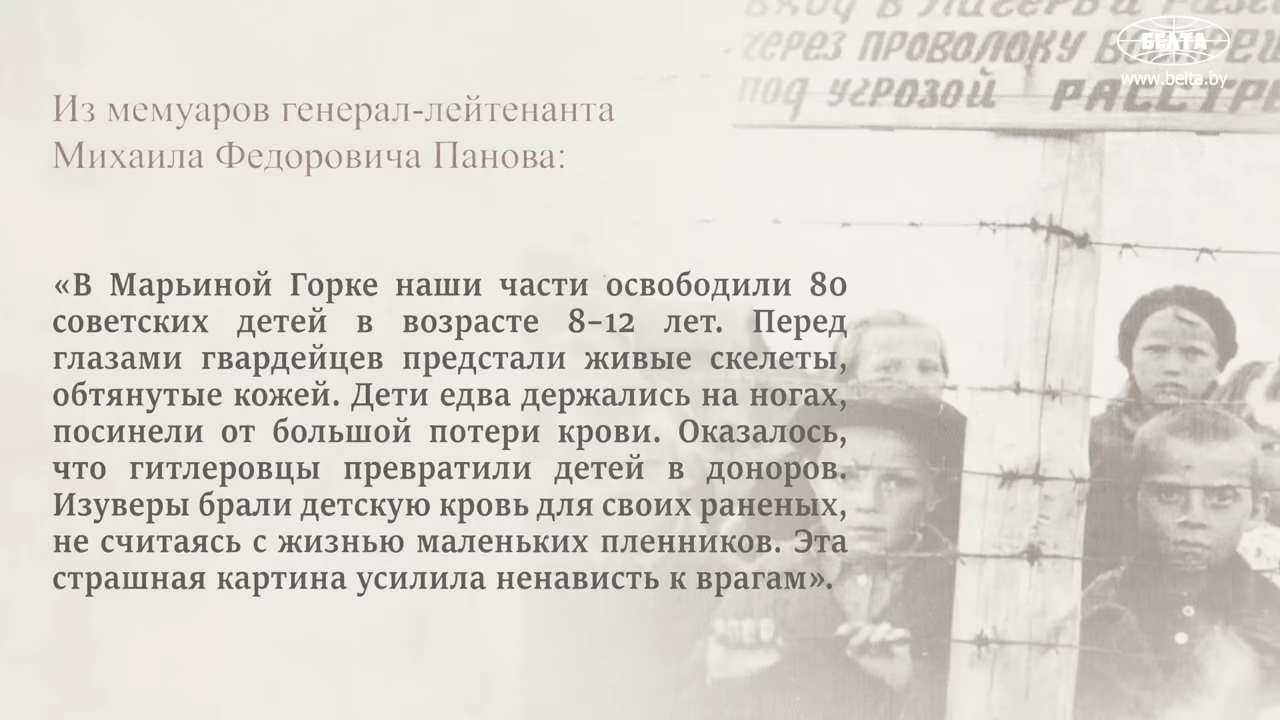 Из мемуаров генерал-лейтенанта
Михаила Федоровича Панова:
«В Марьиной Горке наши части освободили 80
советских детей в возрасте 8–12 лет. Перед
глазами гвардейцев предстали живые скелеты,
обтянутые кожей. Дети едва держались на ногах,
посинели от большой потери крови. Оказалось,
что гитлеровцы превратили детей в доноров.
Изуверы брали детскую кровь для своих раненых,
не считаясь с жизнью маленьких пленников. Эта
страшная картина усилила ненависть к врагам».
вход в лагерь и
через проволоку
под угрозой
БЕЛТА
www.belta.by